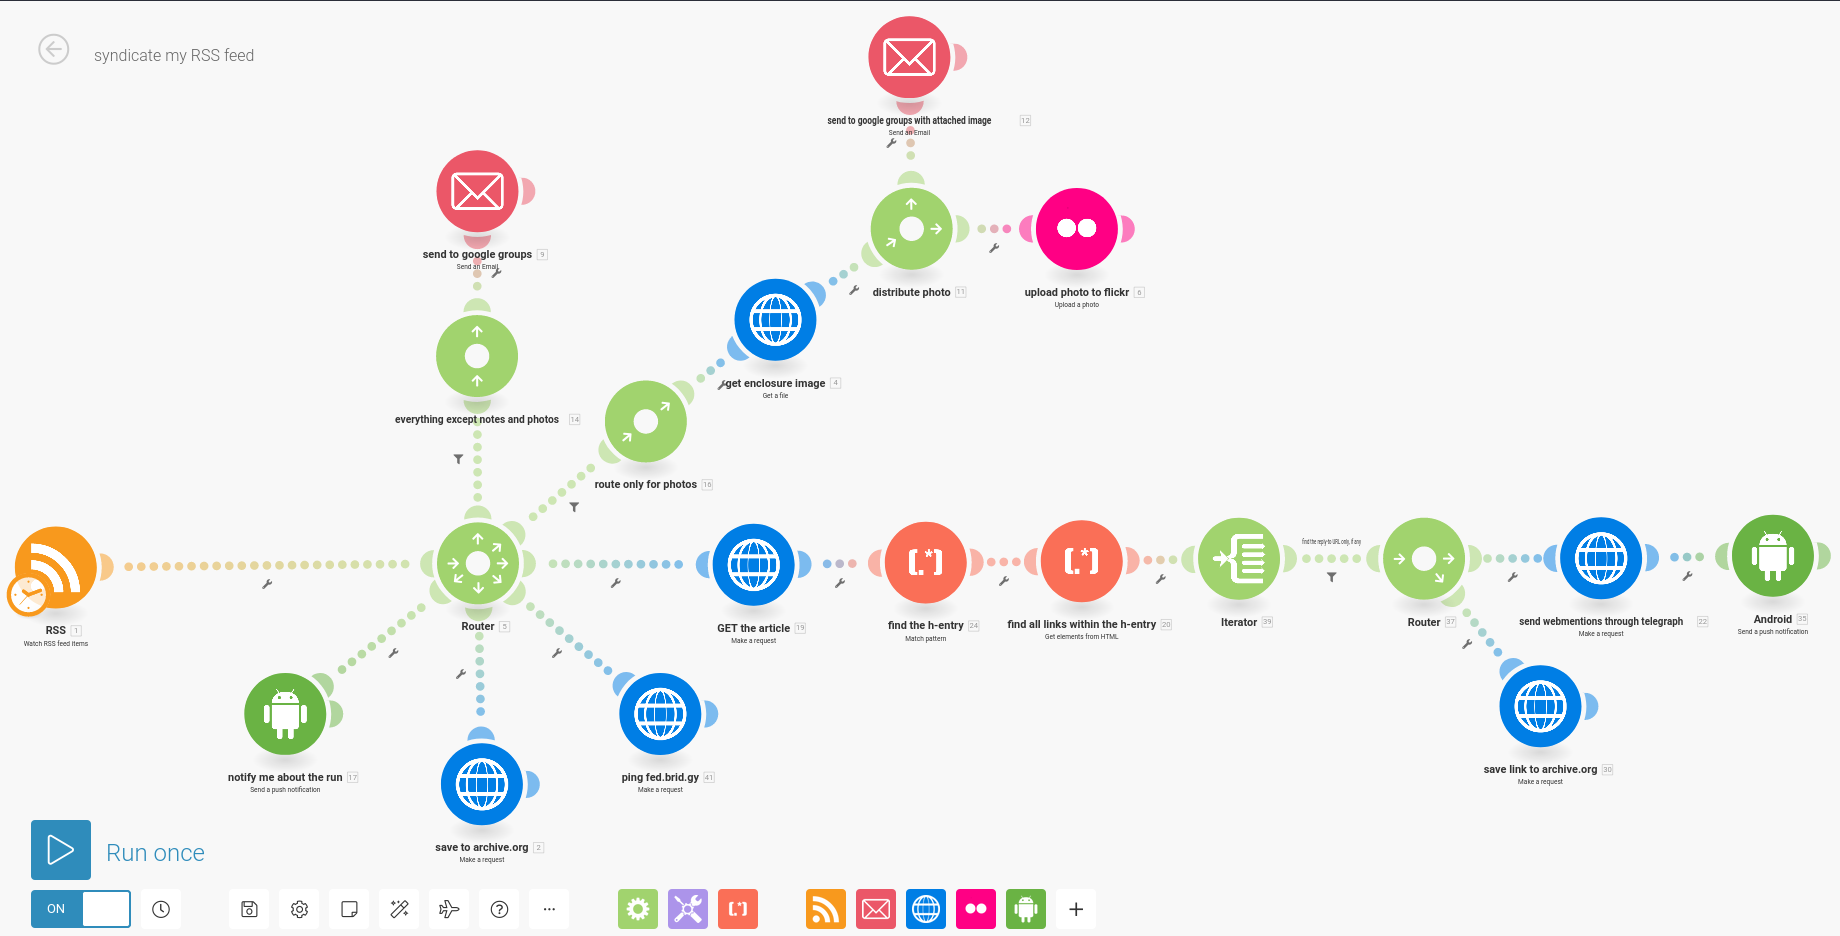 syndicate my RSS feed
send to google groups with attached image 12
Send an Email
send to google groups 9
Send an Email
distribute photo 11
upload photo to flickr 6
Upload a photo
get enclosure image 4
Get a file
everything except notes and photos 14
route only for photos 16
find the reply-to URL only, if any
RSS 1
Watch RSS feed items
Router 5
GET the article 19
Make a request
find the h-entry 24
Match pattern
find all links within the h-entry 20
Get elements from HTML
Iterator 39
Router 37
send webmentions through telegraph 22
Make a request
Android 35
Send a push notification
notify me about the run 17
Send a push notification
ping fed.brid.gy 41
Make a request
save link to archive.org 30
Make a request
save to archive.org 2
Make a request
Run once
ON